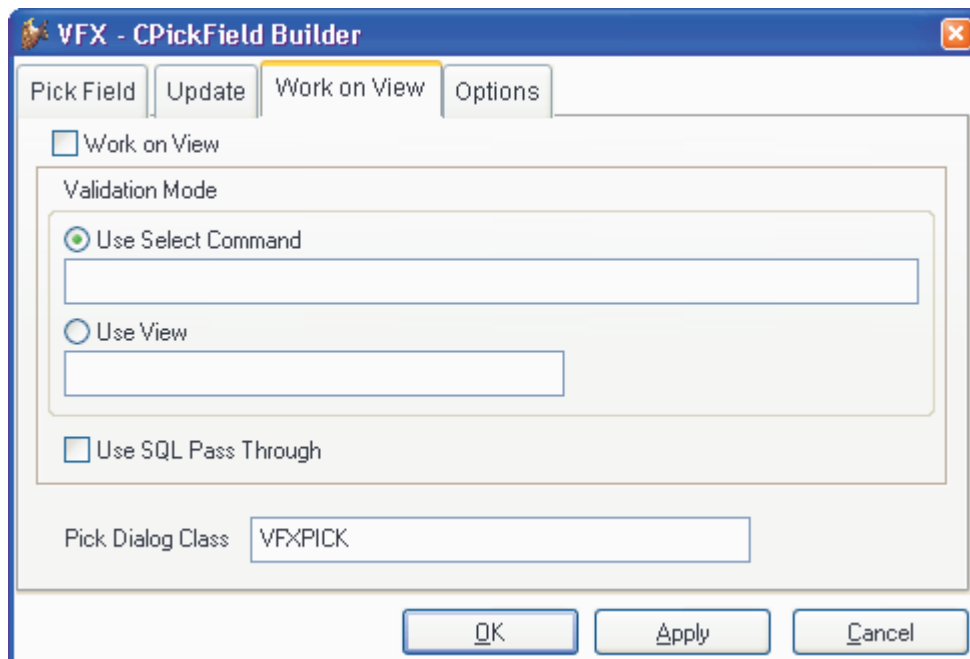 VFX - CPickField Builder
Pick Field Update Work on View Options
Work on View
Validation Mode
Use Select Command
Use View
Use SQL Pass Through
Pick Dialog Class VFXPICK
OK Apply Cancel